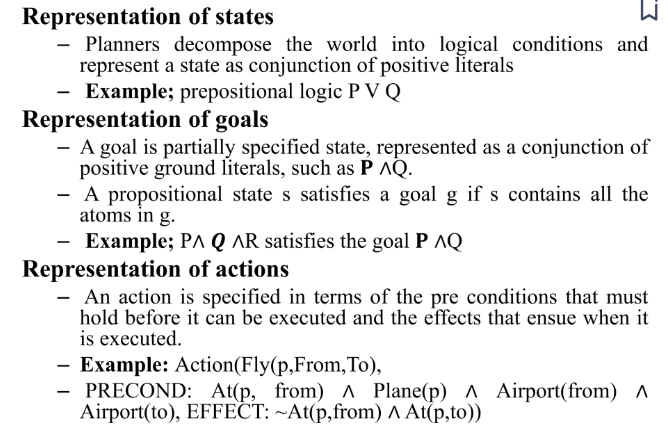 Representation of states
– Planners decompose the world into logical conditions and
represent a state as conjunction of positive literals
– Example; prepositional logic P V Q
Representation of goals
– A goal is partially specified state, represented as a conjunction of
positive ground literals, such as P ∧Q.
– A propositional state s satisfies a goal g if s contains all the
atoms in g.
– Example; P∧ Q ∧R satisfies the goal P ∧Q
Representation of actions
– An action is specified in terms of the pre conditions that must
hold before it can be executed and the effects that ensue when it
is executed.
– Example: Action(Fly(p,From,To),
– PRECOND: At(p, from) ∧ Plane(p) ∧ Airport(from) ∧
Airport(to), EFFECT: ~At(p,from) ∧ At(p,to))